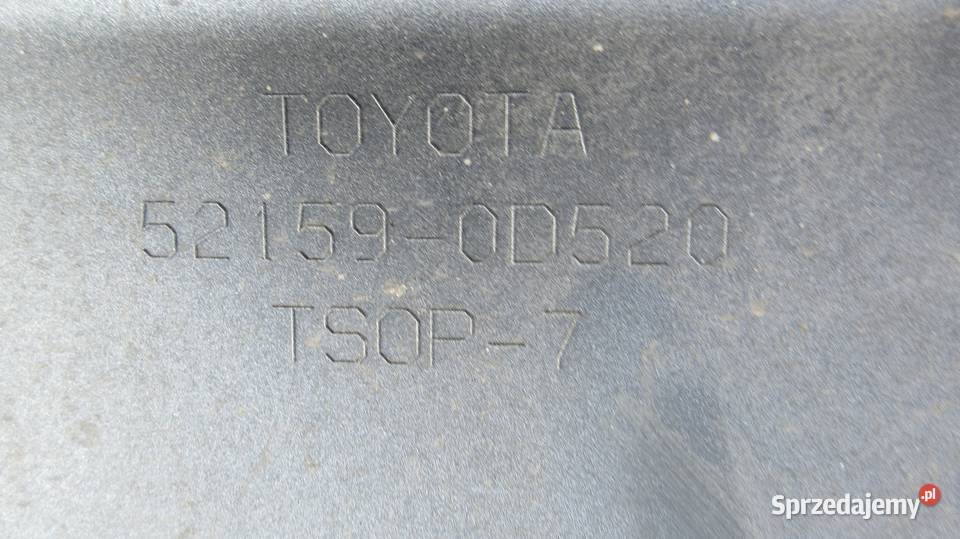 TOYOTA
52159-0D520
TSOP-7
Sprzedajemy.pl